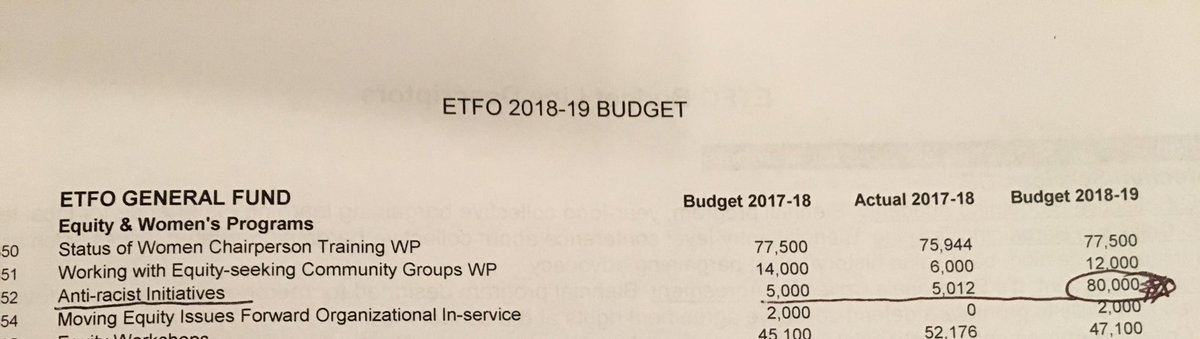 ETFO 2018-19 BUDGET
ETFO GENERAL FUND Budget 2017-18 Actual 2017-18 Budget 2018-19
Equity & Women's Programs
50 Status of Women Chairperson Training WP 77,500 75,944 77,500
51 Working with Equity-seeking Community Groups WP 14,000 6,000 12,000
52 Anti-racist Initiatives 5,000 5,012 80,000
54 Moving Equity Issues Forward Organizational In-service 2,000 0 2,000
Equity Workshops 45,100 52,176 47,100